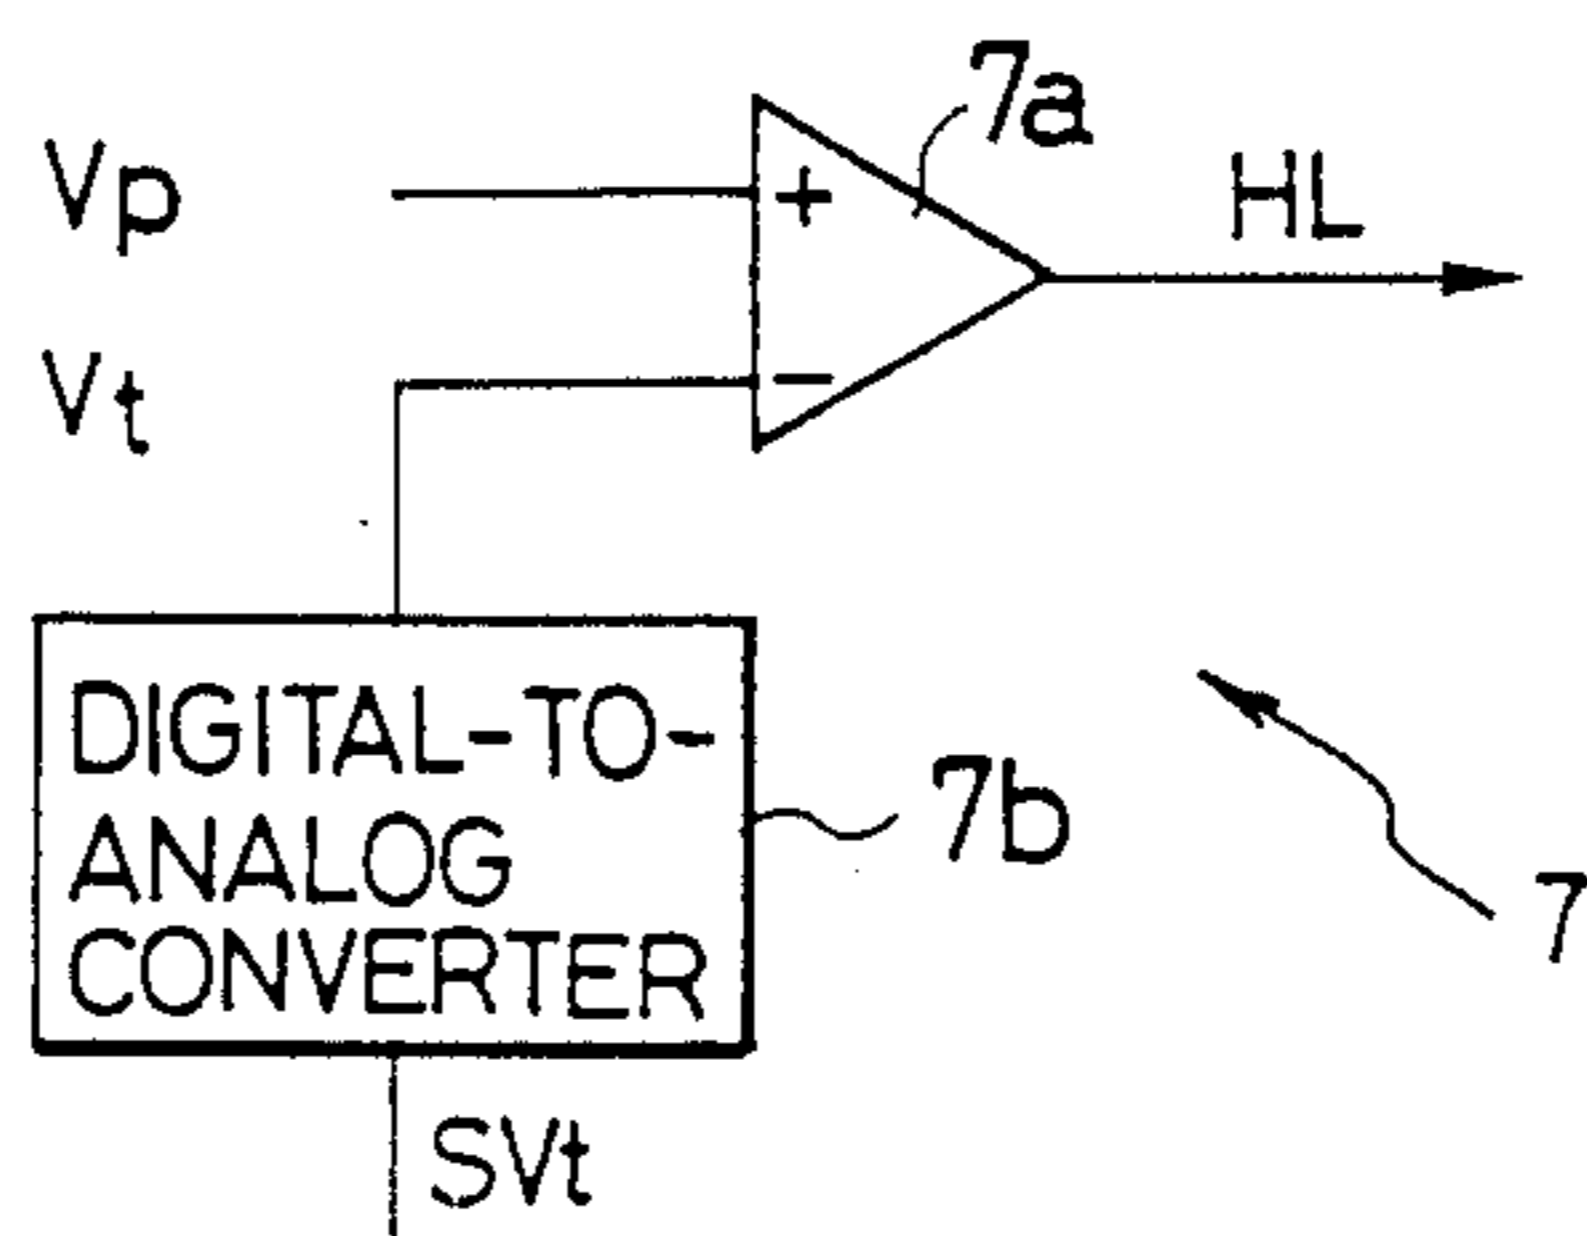 7a
Vp
+
HL
Vt
−
DIGITAL-TO-
ANALOG
CONVERTER
7b
7
SVt